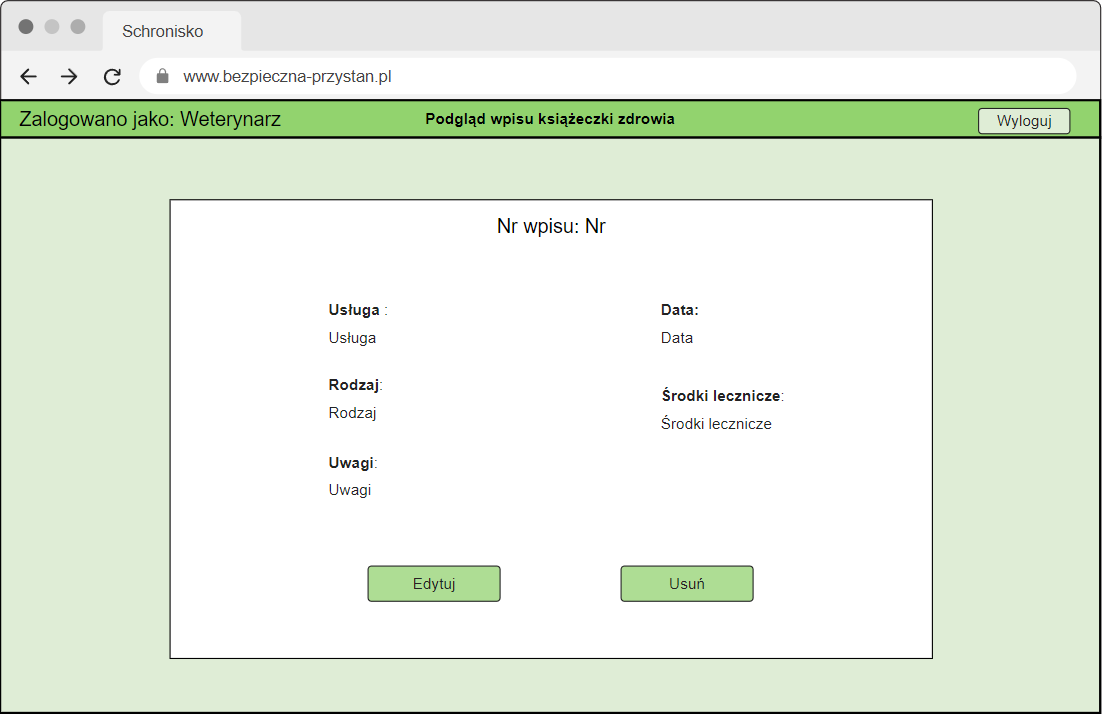 Schronisko
www.bezpieczna-przystan.pl
Zalogowano jako: Weterynarz
Podgląd wpisu książeczki zdrowia
Wyloguj
Nr wpisu: Nr
Usługa :
Usługa
Data:
Data
Rodzaj:
Rodzaj
Środki lecznicze:
Środki lecznicze
Uwagi:
Uwagi
Edytuj
Usuń